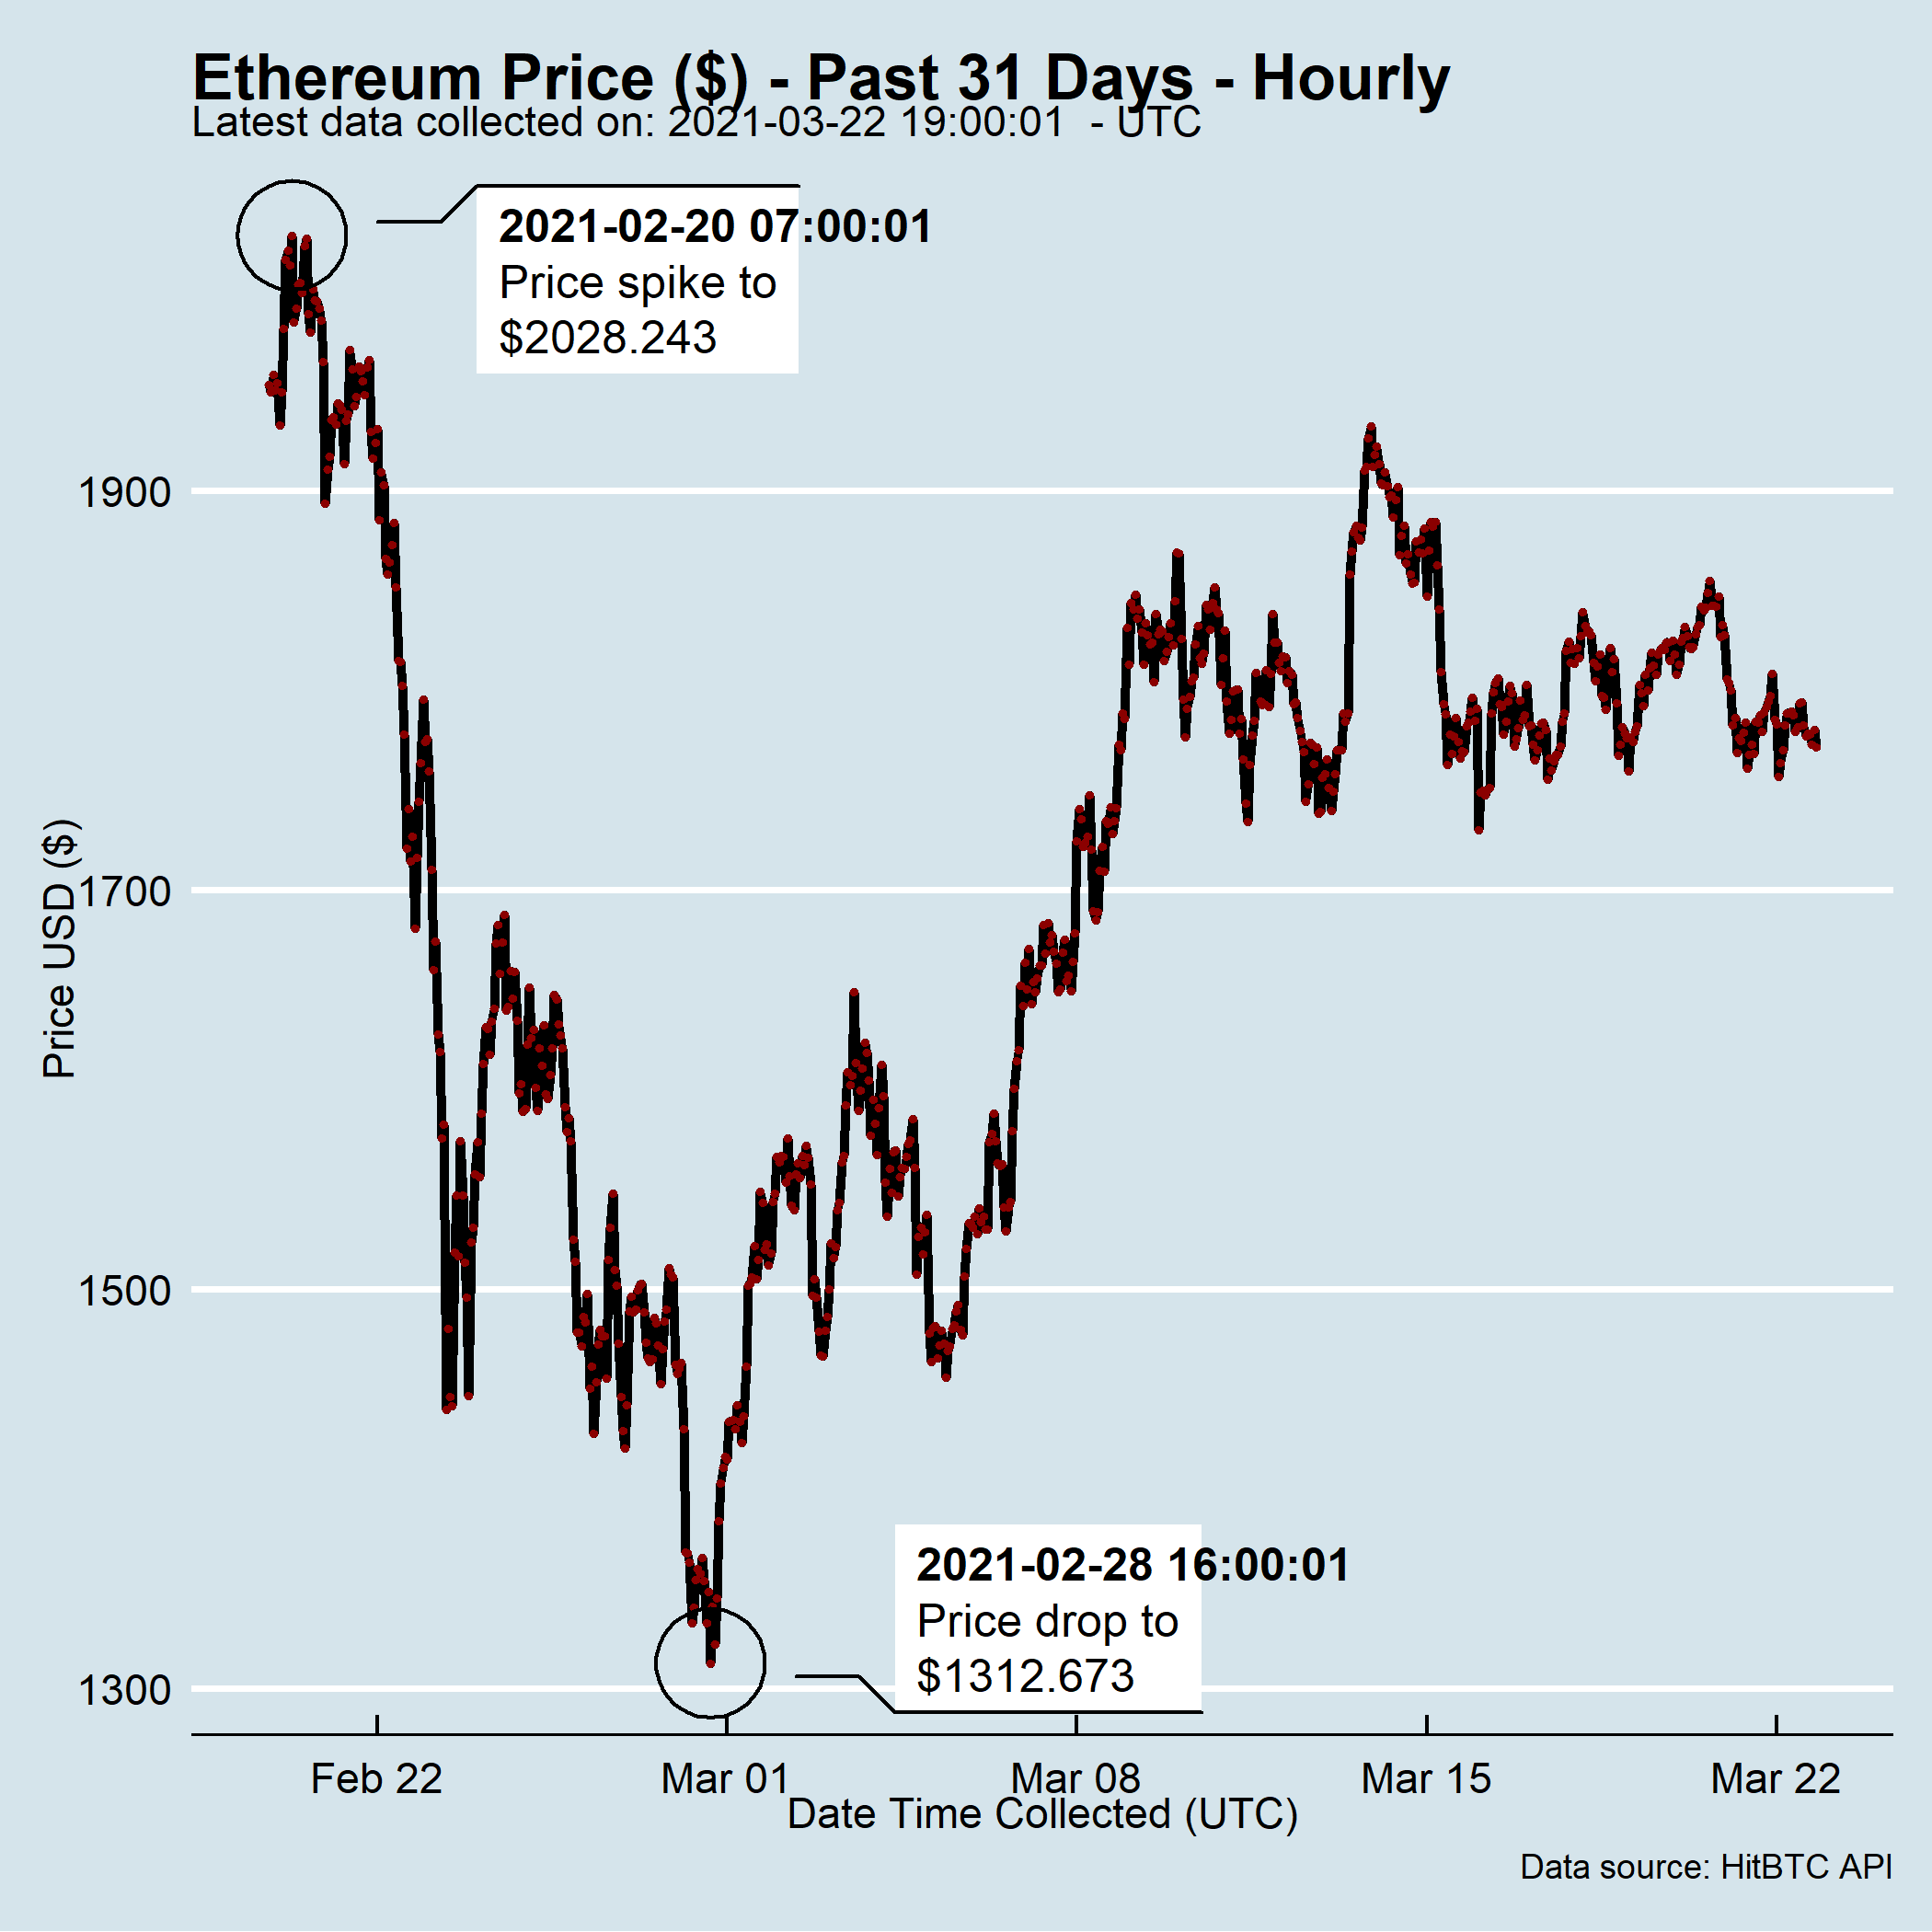 Ethereum Price ($) - Past 31 Days - Hourly
Latest data collected on: 2021-03-22 19:00:01  - UTC
2021-02-20 07:00:01
Price spike to
$2028.243
1900
1700
1500
1300
Price USD ($)
2021-02-28 16:00:01
Price drop to
$1312.673
Feb 22
Mar 01
Mar 08
Mar 15
Mar 22
Date Time Collected (UTC)
Data source: HitBTC API